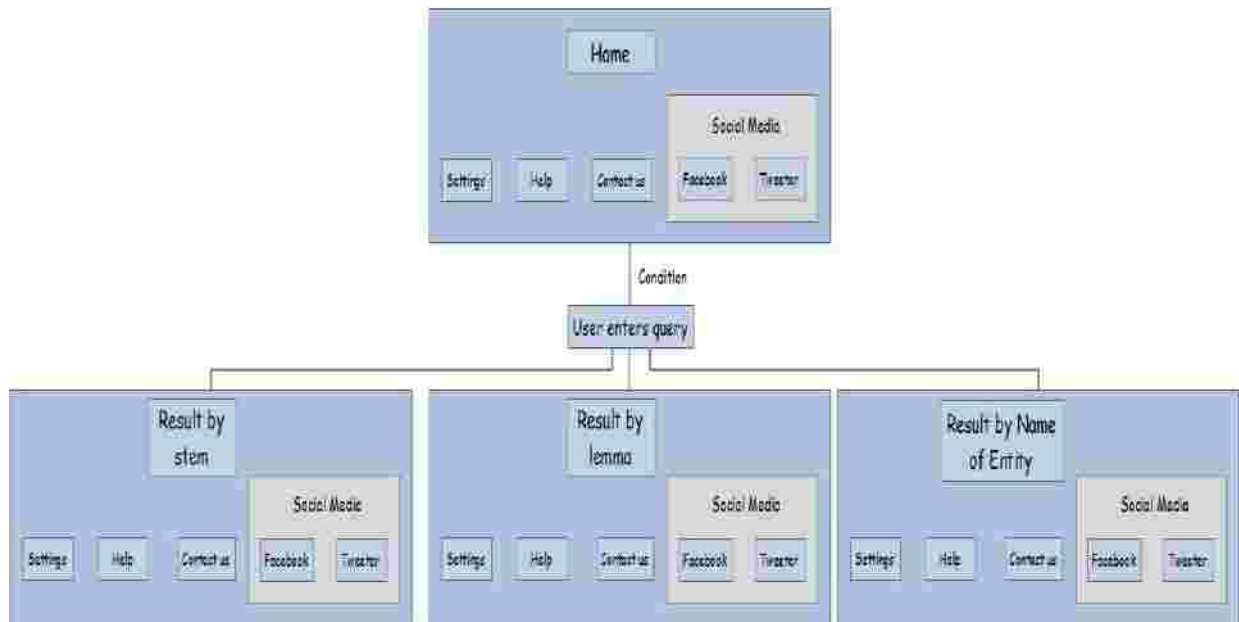 Home
Social Media
Settings
Help
Contact us
Facebook
Tweeter
Condition
User enters query
Result by
stem
Social Media
Settings
Help
Contact us
Facebook
Tweeter
Result by
lemma
Social Media
Settings
Help
Contact us
Facebook
Tweeter
Result by Name
of Entity
Social Media
Settings
Help
Contact us
Facebook
Tweeter